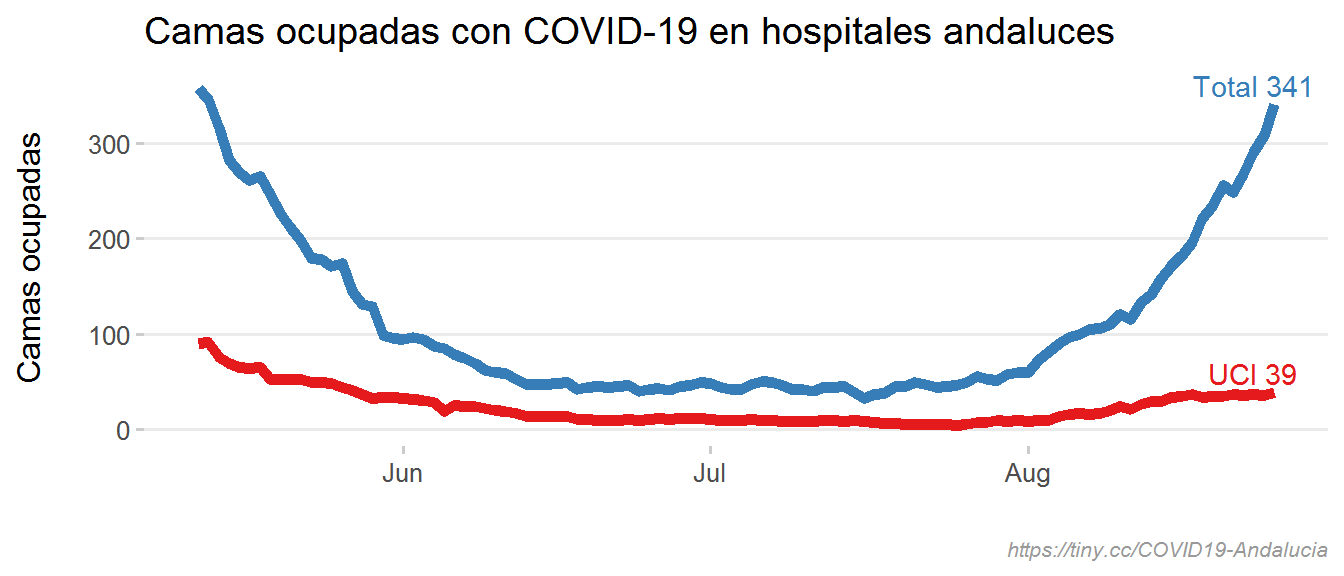 Camas ocupadas con COVID-19 en hospitales andaluces
Total 341
Camas ocupadas
300
200
100
0
UCI 39
Jun
Jul
Aug
https://tiny.cc/COVID19-Andalucia